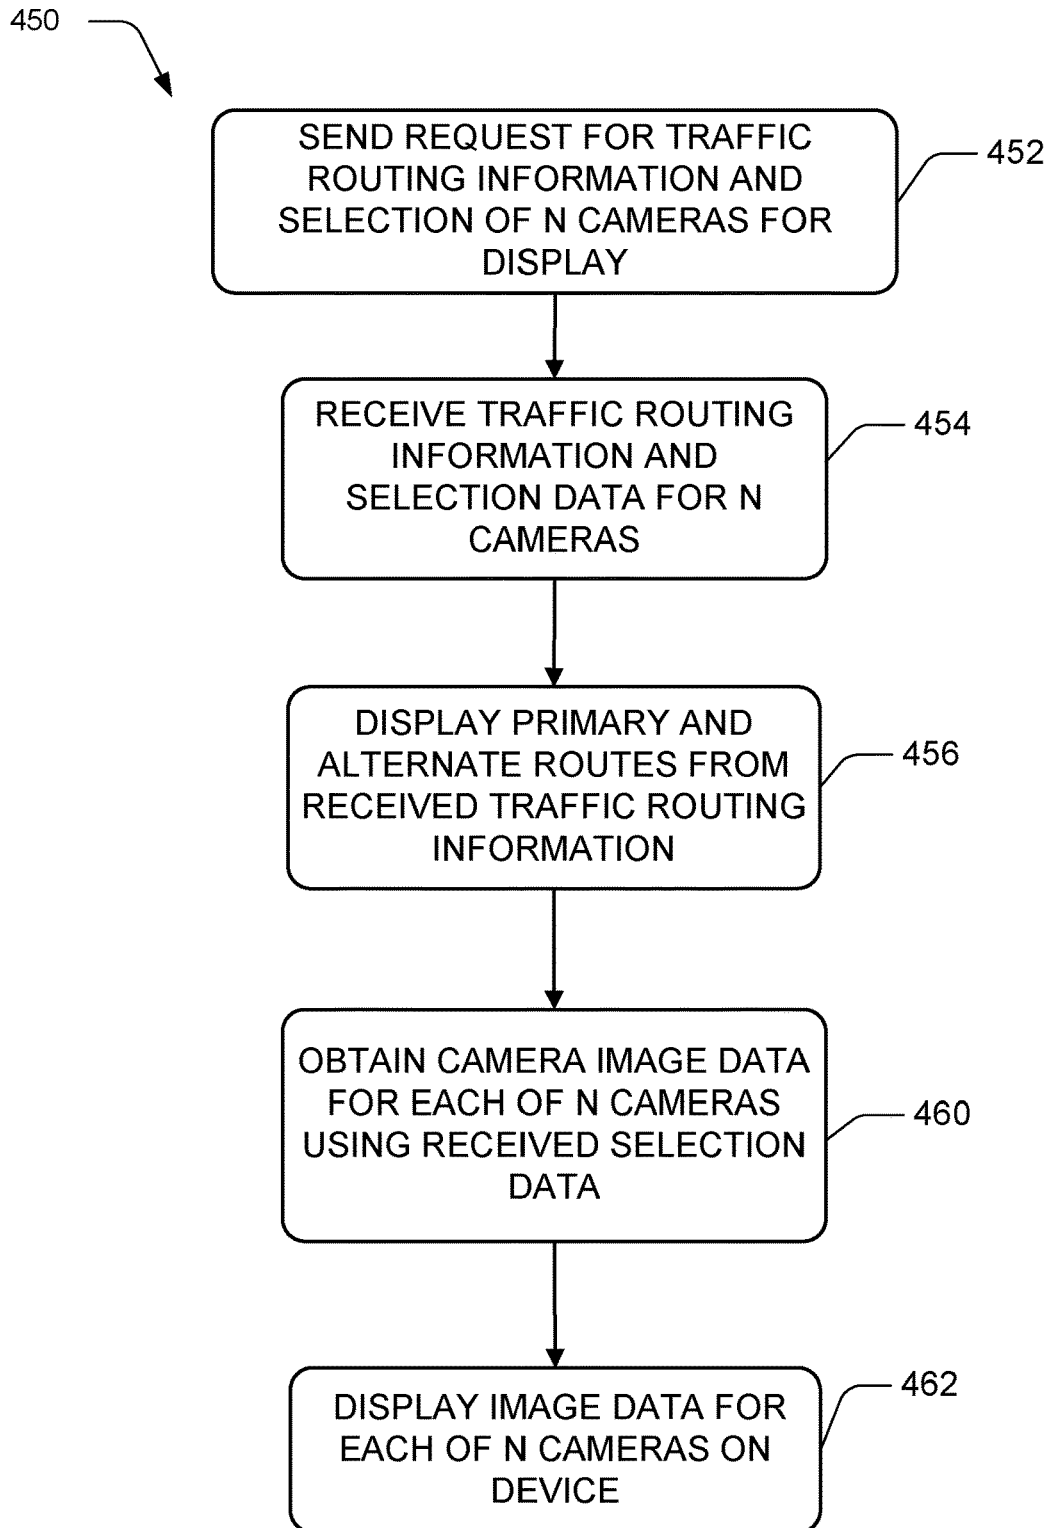 450
SEND REQUEST FOR TRAFFIC
ROUTING INFORMATION AND
SELECTION OF N CAMERAS FOR
DISPLAY
452
RECEIVE TRAFFIC ROUTING
INFORMATION AND
SELECTION DATA FOR N
CAMERAS
454
DISPLAY PRIMARY AND
ALTERNATE ROUTES FROM
RECEIVED TRAFFIC ROUTING
INFORMATION
456
OBTAIN CAMERA IMAGE DATA
FOR EACH OF N CAMERAS
USING RECEIVED SELECTION
DATA
460
DISPLAY IMAGE DATA FOR
EACH OF N CAMERAS ON
DEVICE
462